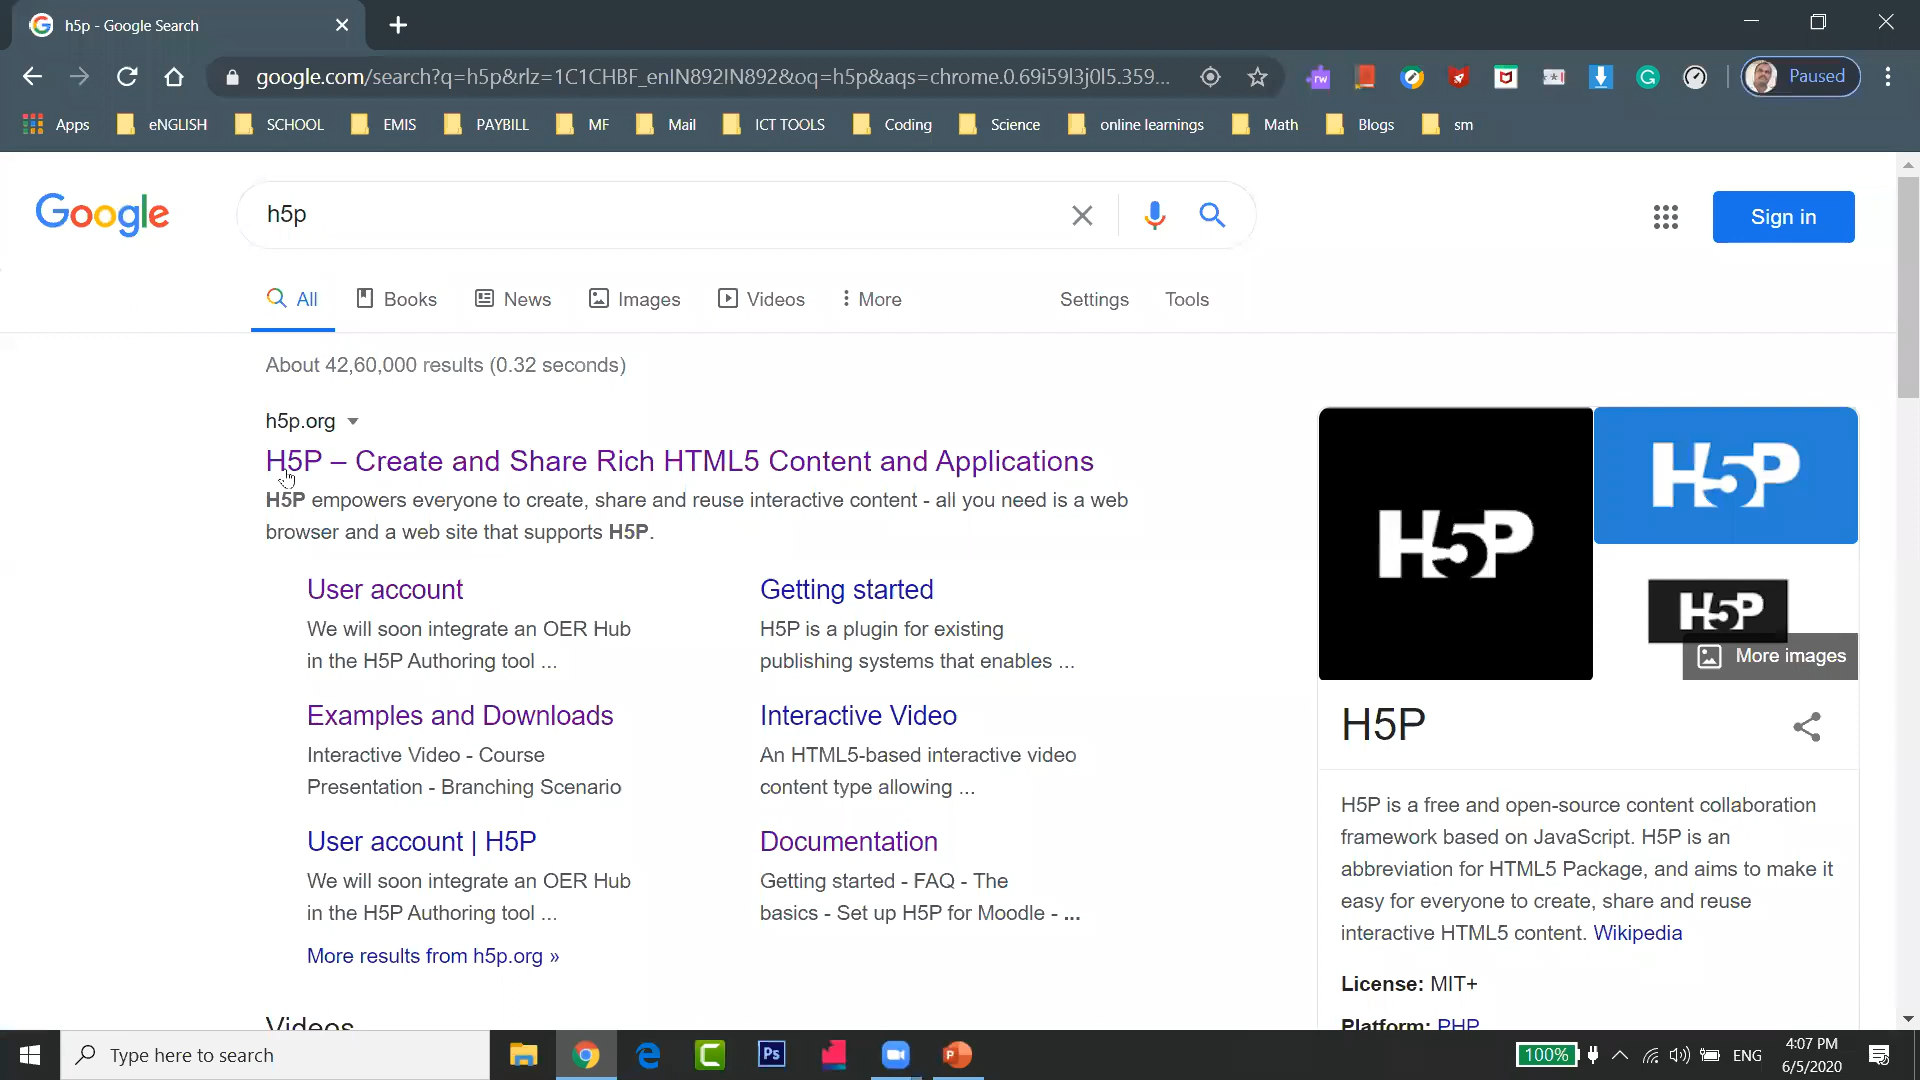 h5p - Google Search
google.com/search?q=h5p&rlz=1C1CHBF_enIN892IN892&oq=h5p&aqs=chrome.0.69i59l3j0l5.359...
Paused
Apps
eNGLISH
SCHOOL
EMIS
PAYBILL
MF
Mail
ICT TOOLS
Coding
Science
online learnings
Math
Blogs
sm
Google
h5p
Sign in
All
Books
News
Images
Videos
More
Settings
Tools
About 42,60,000 results (0.32 seconds)
h5p.org
H5P – Create and Share Rich HTML5 Content and Applications
H5P empowers everyone to create, share and reuse interactive content - all you need is a web
browser and a web site that supports H5P.
User account
We will soon integrate an OER Hub
in the H5P Authoring tool ...
Getting started
H5P is a plugin for existing
publishing systems that enables ...
Examples and Downloads
Interactive Video - Course
Presentation - Branching Scenario
Interactive Video
An HTML5-based interactive video
content type allowing ...
User account | H5P
We will soon integrate an OER Hub
in the H5P Authoring tool ...
Documentation
Getting started - FAQ - The
basics - Set up H5P for Moodle - ...
More results from h5p.org »
Videos
H5P
H5P
H5P
More images
H5P
H5P is a free and open-source content collaboration
framework based on JavaScript. H5P is an
abbreviation for HTML5 Package, and aims to make it
easy for everyone to create, share and reuse
interactive HTML5 content. Wikipedia
License: MIT+
Platform: PHP
Type here to search
Ps
100%
ENG
4:07 PM
6/5/2020